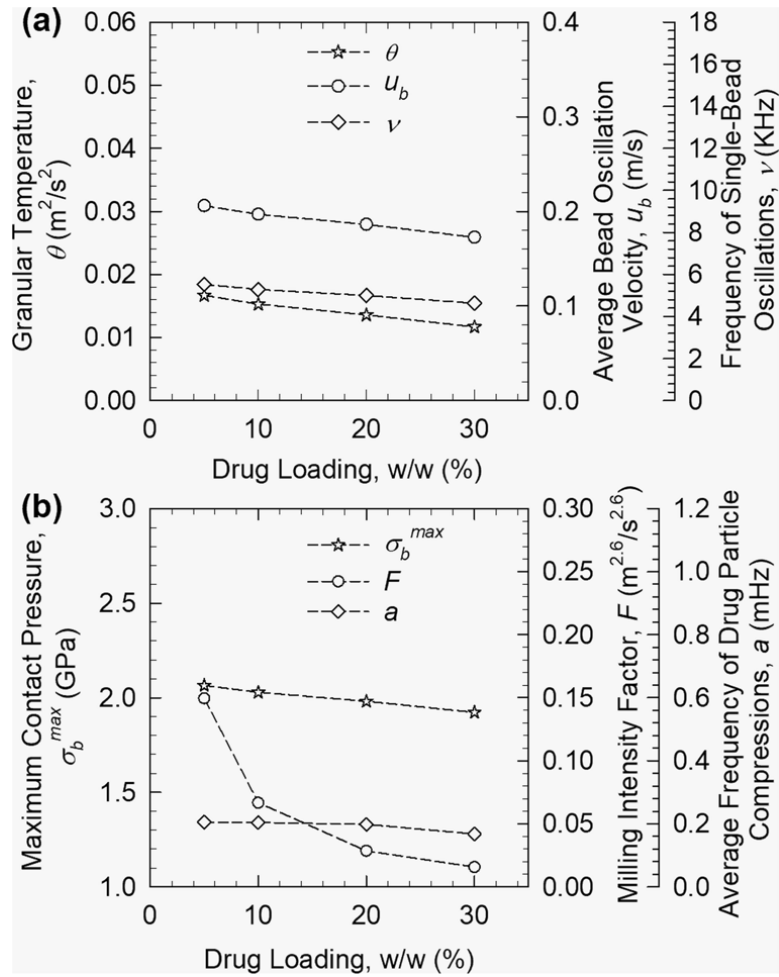 (a)
0.06
0.05
0.04
0.03
0.02
0.01
0.00
Granular Temperature,
θ (m²/s²)
θ
u_b
ν
0.4
0.3
0.2
0.1
0.0
Average Bead Oscillation
Velocity, u_b (m/s)
18
16
14
12
10
8
6
4
2
0
Frequency of Single-Bead
Oscillations, ν (KHz)
0 10 20 30
Drug Loading, w/w (%)
(b)
3.0
2.5
2.0
1.5
1.0
Maximum Contact Pressure,
σ_b^max (GPa)
σ_b^max
F
a
0.30
0.25
0.20
0.15
0.10
0.05
0.00
Milling Intensity Factor, F (m^2.6/s^2.6)
1.2
1.0
0.8
0.6
0.4
0.2
0.0
Average Frequency of Drug Particle
Compressions, a (mHz)
0 10 20 30
Drug Loading, w/w (%)